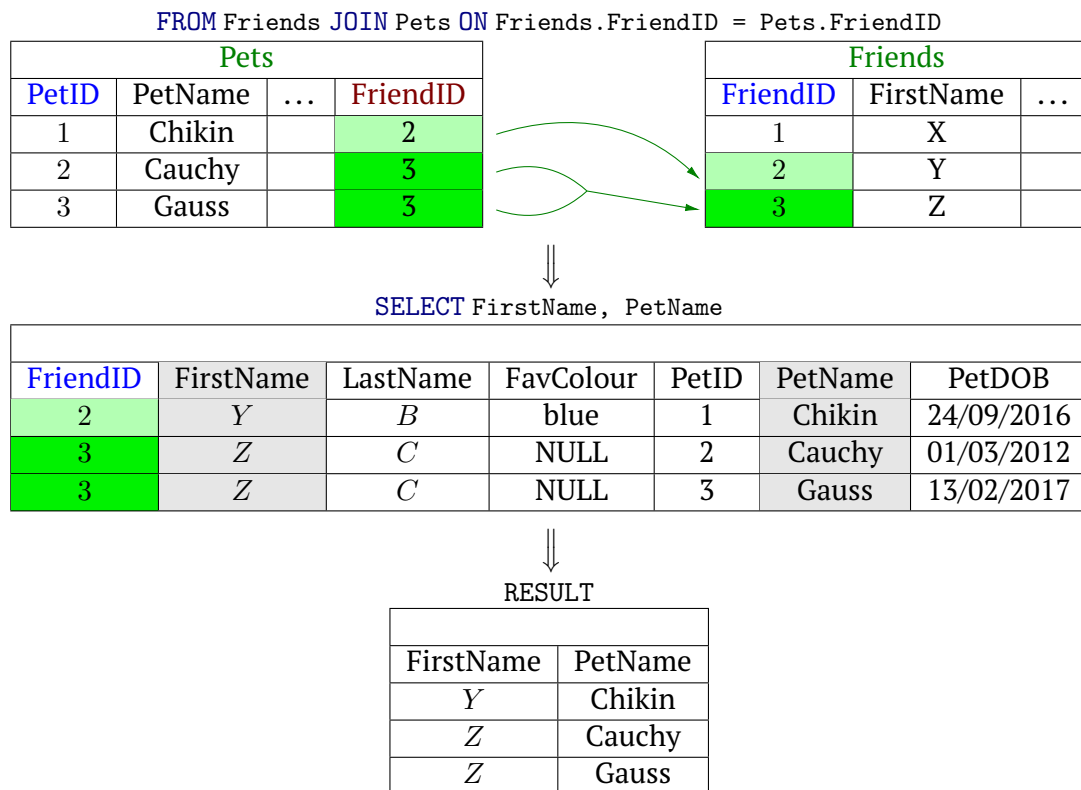 FROM Friends JOIN Pets ON Friends.FriendID = Pets.FriendID
Pets
PetID PetName ... FriendID
1 Chikin 2
2 Cauchy 3
3 Gauss 3
Friends
FriendID FirstName ...
1 X
2 Y
3 Z
⇓
SELECT FirstName, PetName
FriendID FirstName LastName FavColour PetID PetName PetDOB
2 Y B blue 1 Chikin 24/09/2016
3 Z C NULL 2 Cauchy 01/03/2012
3 Z C NULL 3 Gauss 13/02/2017
⇓
RESULT
FirstName PetName
Y Chikin
Z Cauchy
Z Gauss